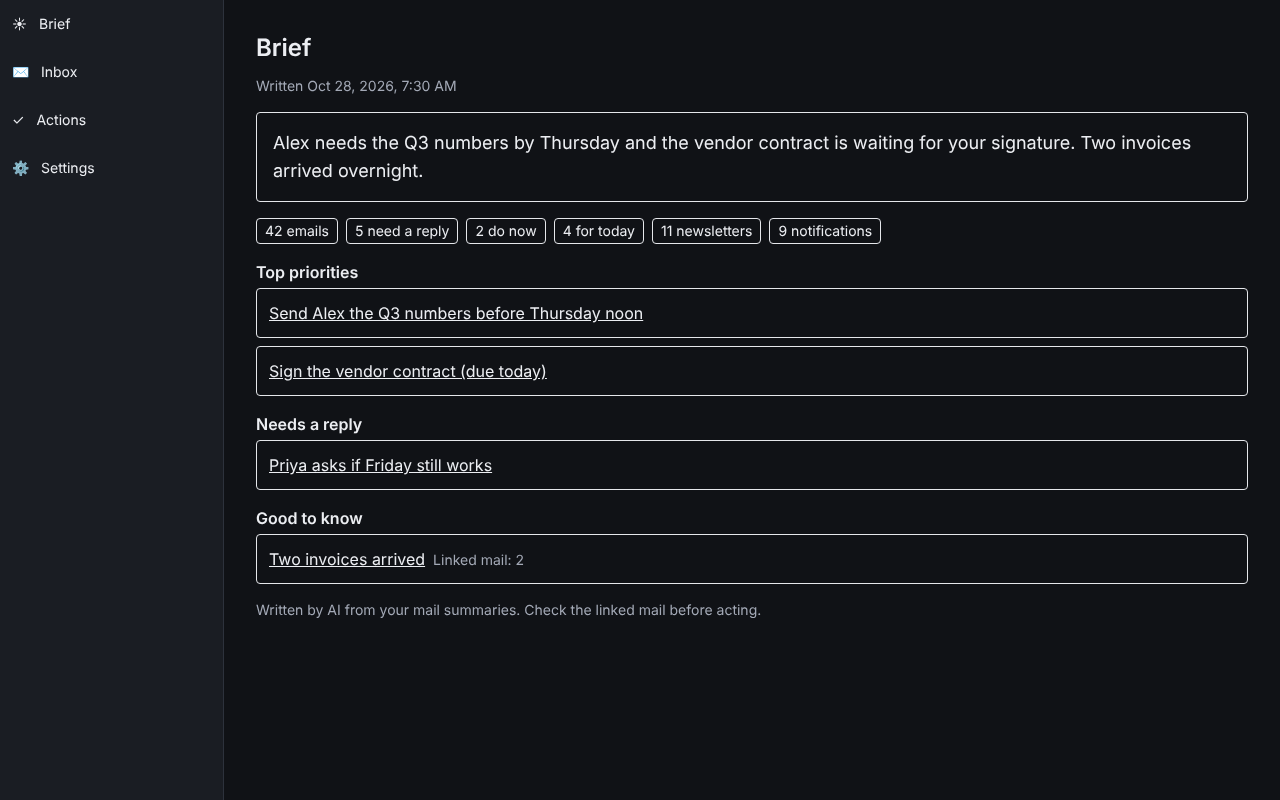 Brief
Inbox
Actions
Settings
Brief
Written Oct 28, 2026, 7:30 AM
Alex needs the Q3 numbers by Thursday and the vendor contract is waiting for your signature. Two invoices
arrived overnight.
42 emails 5 need a reply 2 do now 4 for today 11 newsletters 9 notifications
Top priorities
Send Alex the Q3 numbers before Thursday noon
Sign the vendor contract (due today)
Needs a reply
Priya asks if Friday still works
Good to know
Two invoices arrived Linked mail: 2
Written by AI from your mail summaries. Check the linked mail before acting.